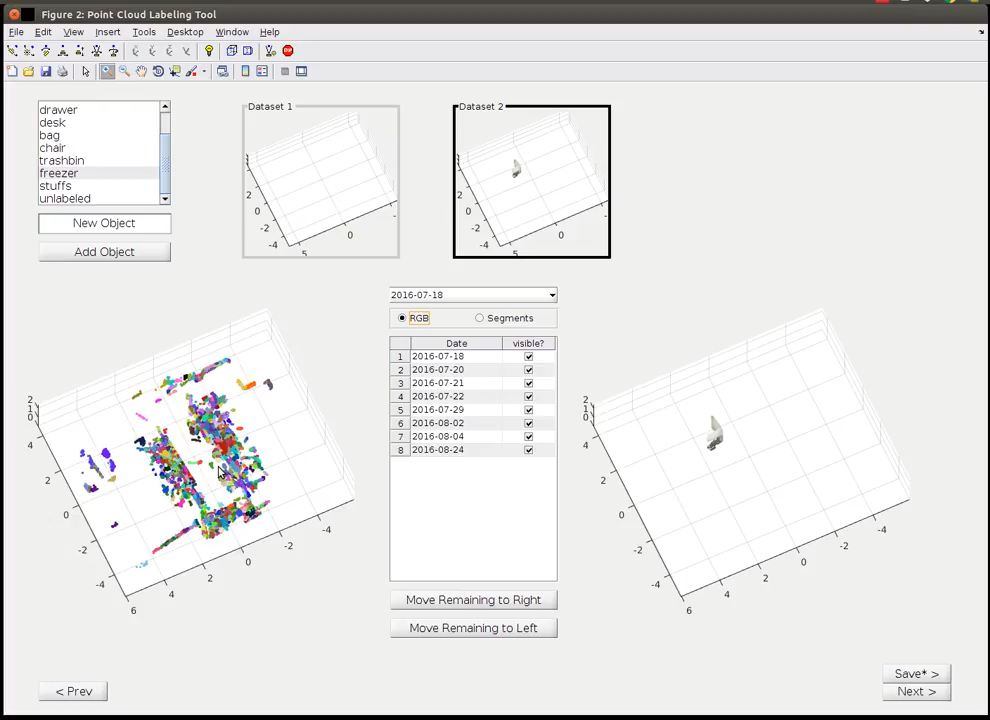 Figure 2: Point Cloud Labeling Tool
File Edit View Insert Tools Desktop Window Help
drawer
desk
bag
chair
trashbin
freezer
stuffs
unlabeled
New Object
Add Object
Dataset 1
2
0
-2
-4
5
0
Dataset 2
2
0
-2
-4
5
0
2016-07-18
RGB Segments
Date visible?
1 2016-07-18
2 2016-07-20
3 2016-07-21
4 2016-07-22
5 2016-07-29
6 2016-08-02
7 2016-08-04
8 2016-08-24
2
1
0
4
2
0
-2
-4
6
4
2
0
-2
-4
2
1
0
4
2
0
-2
-4
6
4
2
0
-2
-4
Move Remaining to Right
Move Remaining to Left
< Prev
Save* >
Next >